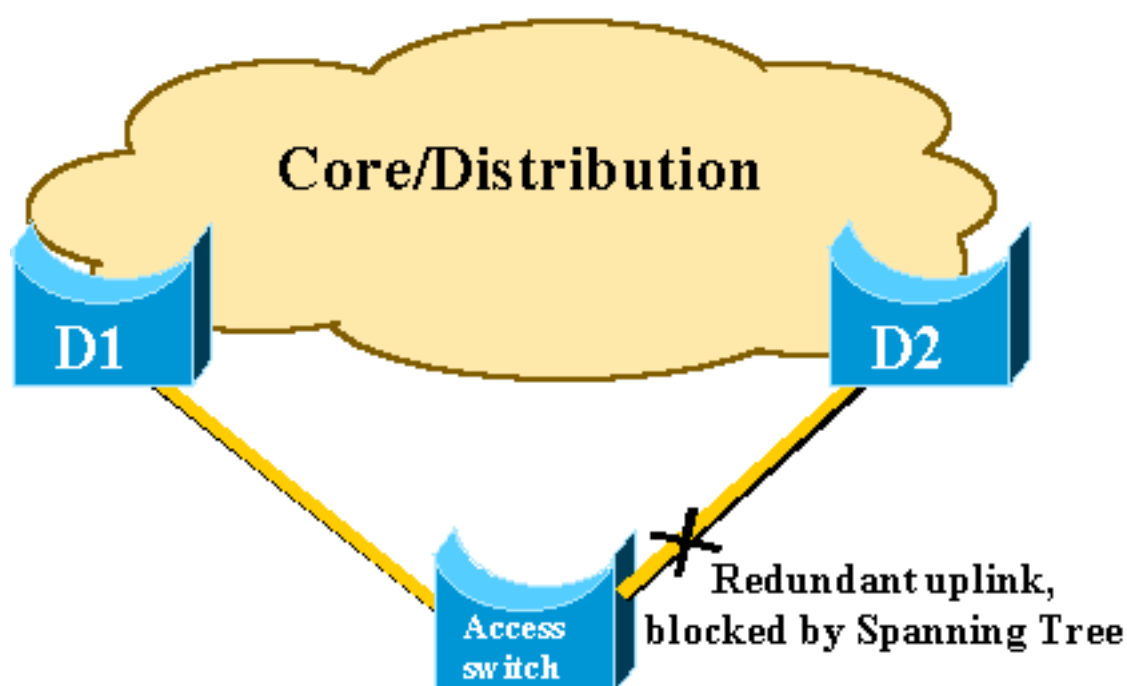 Core/Distribution
D1
D2
Access
switch
Redundant uplink,
blocked by Spanning Tree